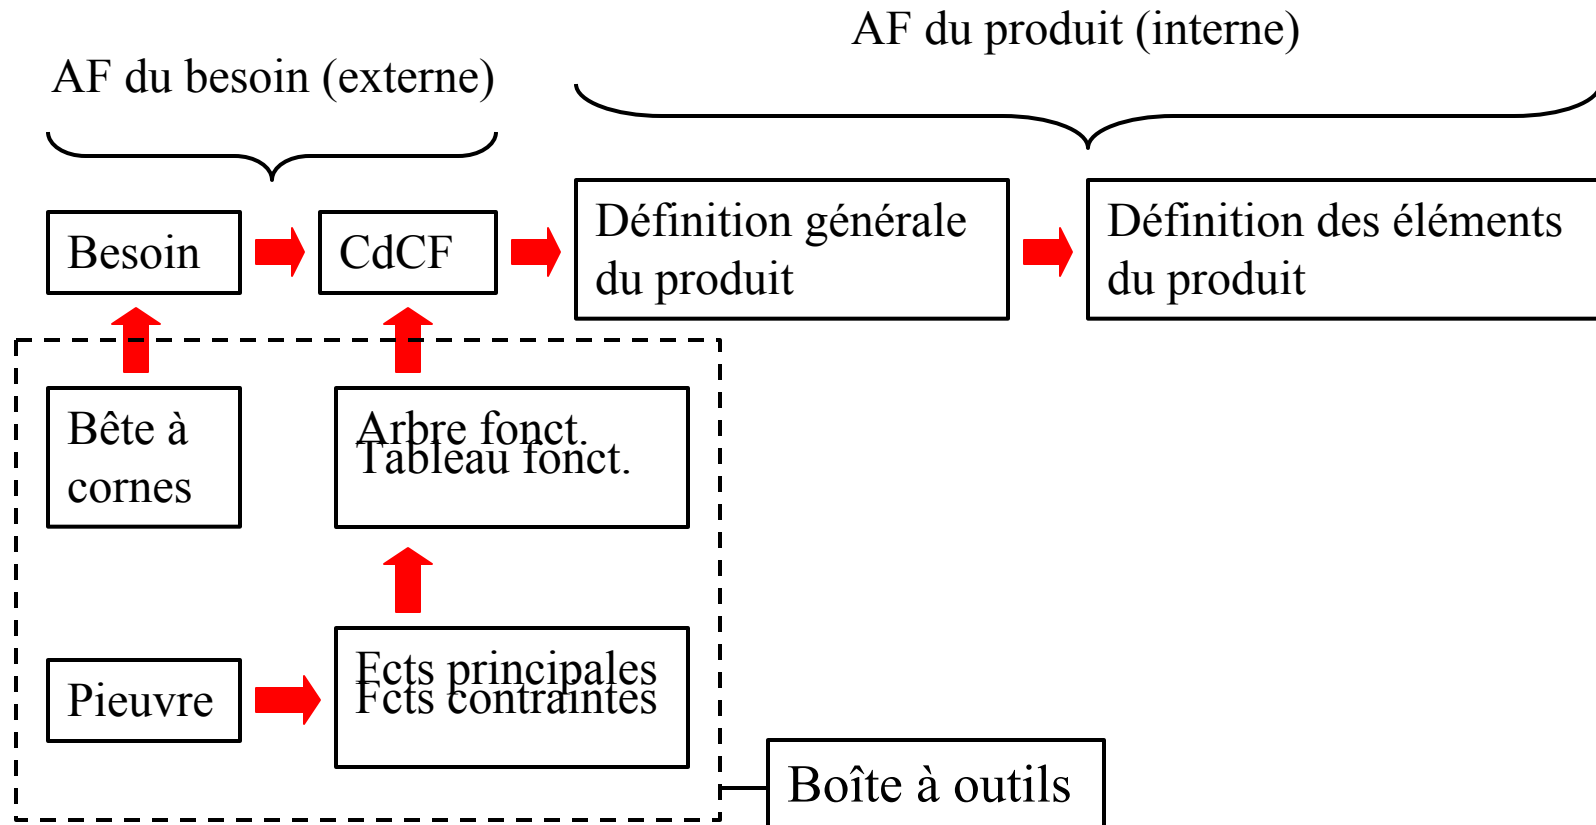 AF du produit (interne)
AF du besoin (externe)
Besoin
CdCF
Définition générale
du produit
Définition des éléments
du produit
Bête à
cornes
Arbre fonct.
Tableau fonct.
Pieuvre
Fcts principales
Fcts contraintes
Boîte à outils